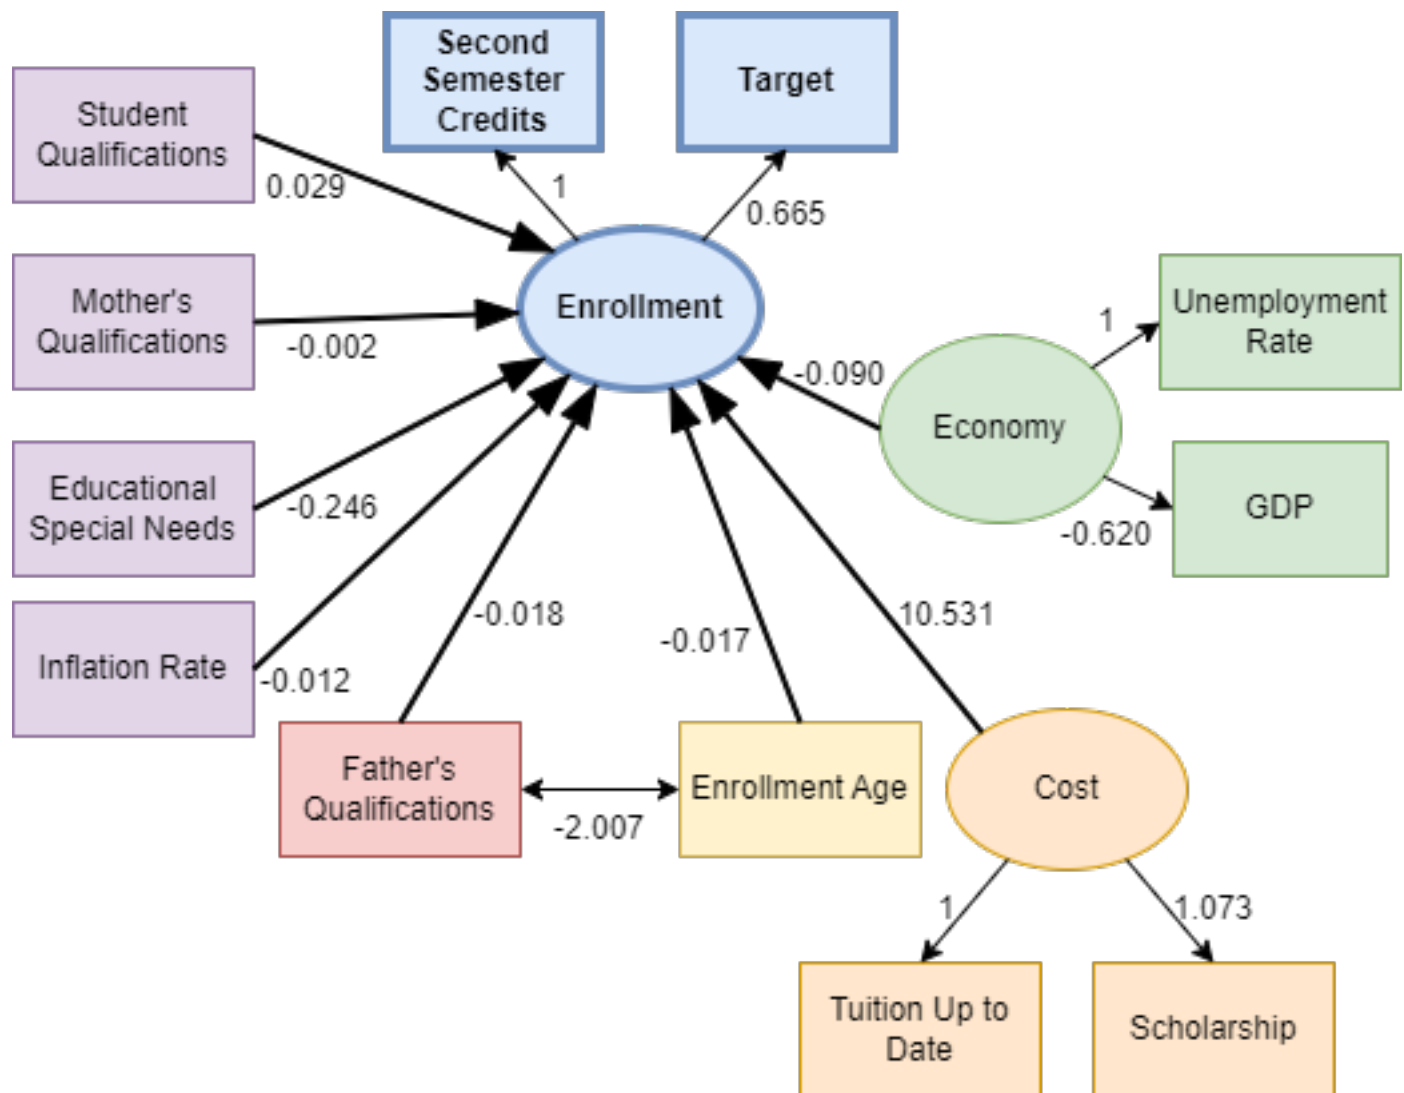 Second
Semester
Credits
Target
Student
Qualifications
0.029
1
0.665
Mother's
Qualifications
-0.002
Enrollment
-0.090
Economy
1
Unemployment
Rate
-0.620
GDP
Educational
Special Needs
-0.246
Inflation Rate
-0.012
-0.018
-0.017
10.531
Father's
Qualifications
-2.007
Enrollment Age
Cost
1
1.073
Tuition Up to
Date
Scholarship